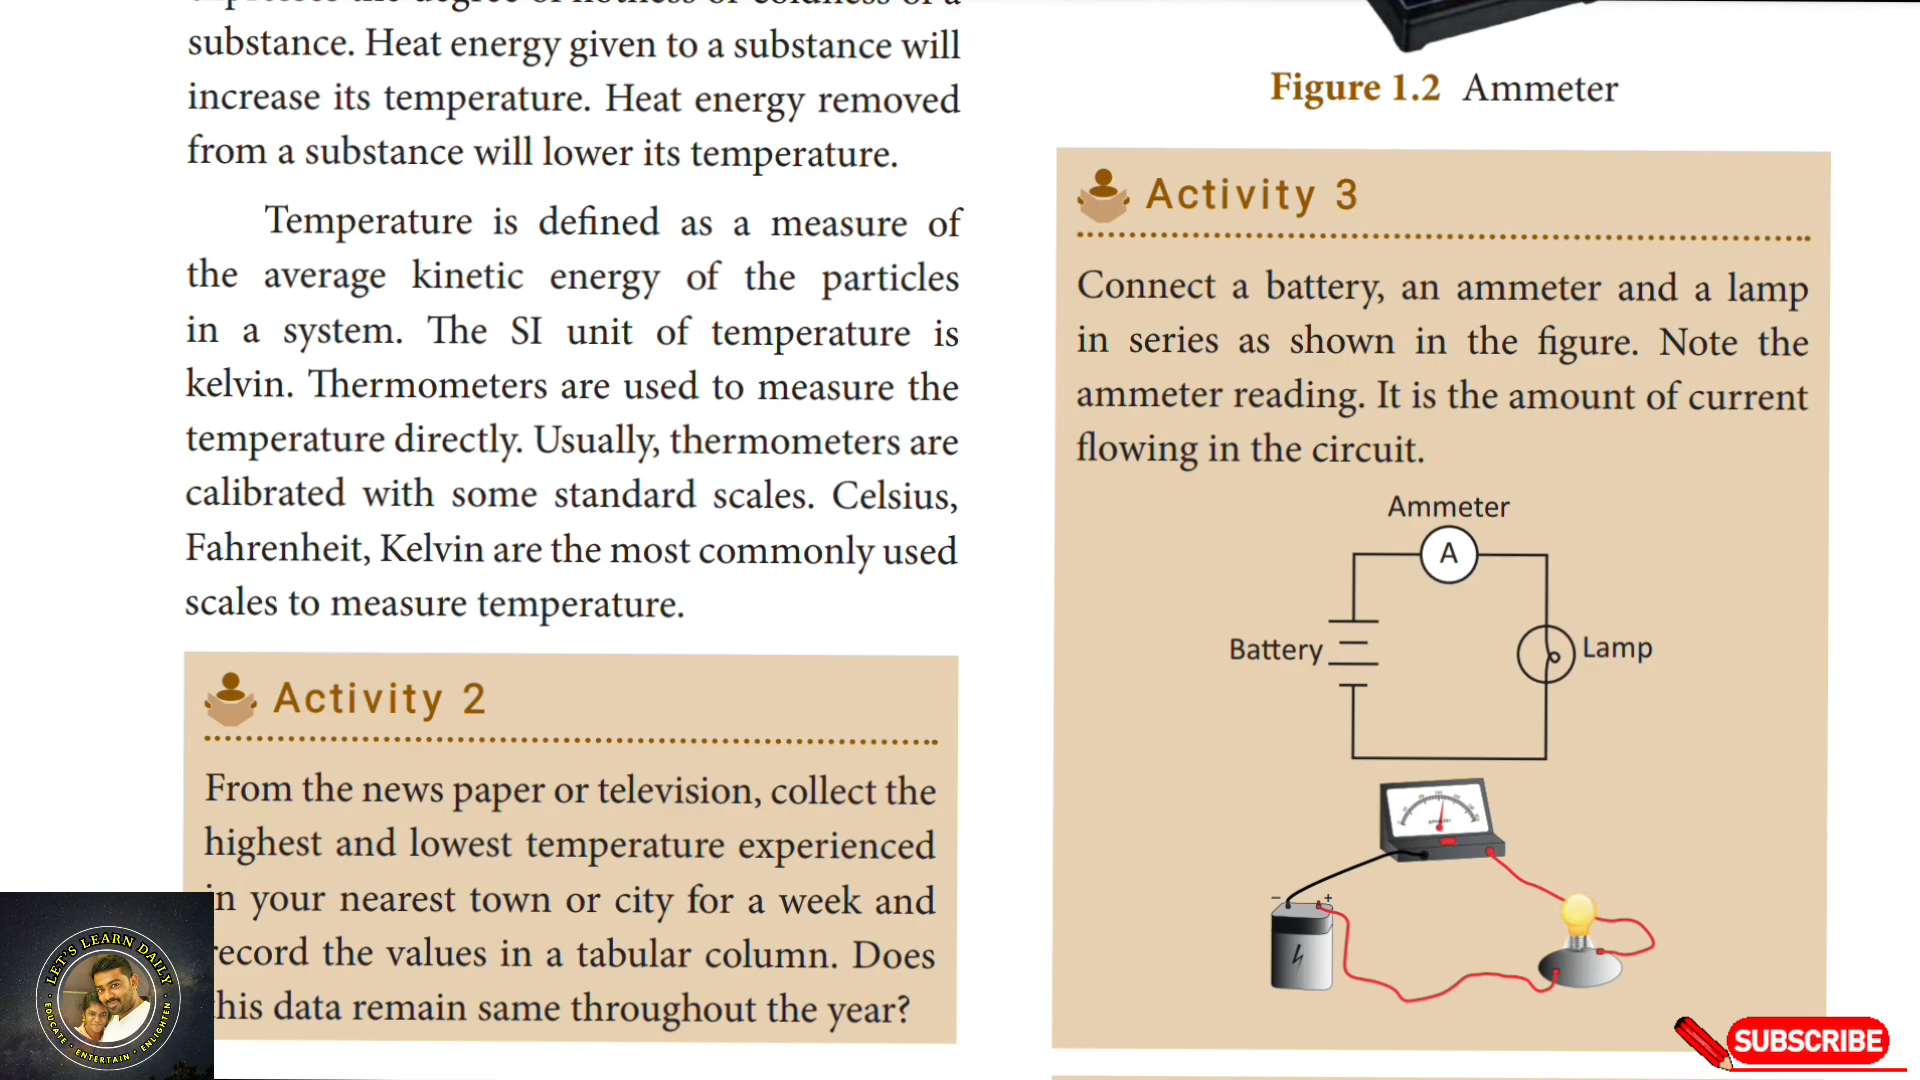 substance. Heat energy given to a substance will
increase its temperature. Heat energy removed
from a substance will lower its temperature.
Temperature is defined as a measure of
the average kinetic energy of the particles
in a system. The SI unit of temperature is
kelvin. Thermometers are used to measure the
temperature directly. Usually, thermometers are
calibrated with some standard scales. Celsius,
Fahrenheit, Kelvin are the most commonly used
scales to measure temperature.
Activity 2
From the news paper or television, collect the
highest and lowest temperature experienced
in your nearest town or city for a week and
record the values in a tabular column. Does
this data remain same throughout the year?
Figure 1.2 Ammeter
Activity 3
Connect a battery, an ammeter and a lamp
in series as shown in the figure. Note the
ammeter reading. It is the amount of current
flowing in the circuit.
Ammeter
A
Battery
Lamp
− +
LET'S LEARN DAILY
EDUCATE · ENTERTAIN · ENLIGHTEN
SUBSCRIBE